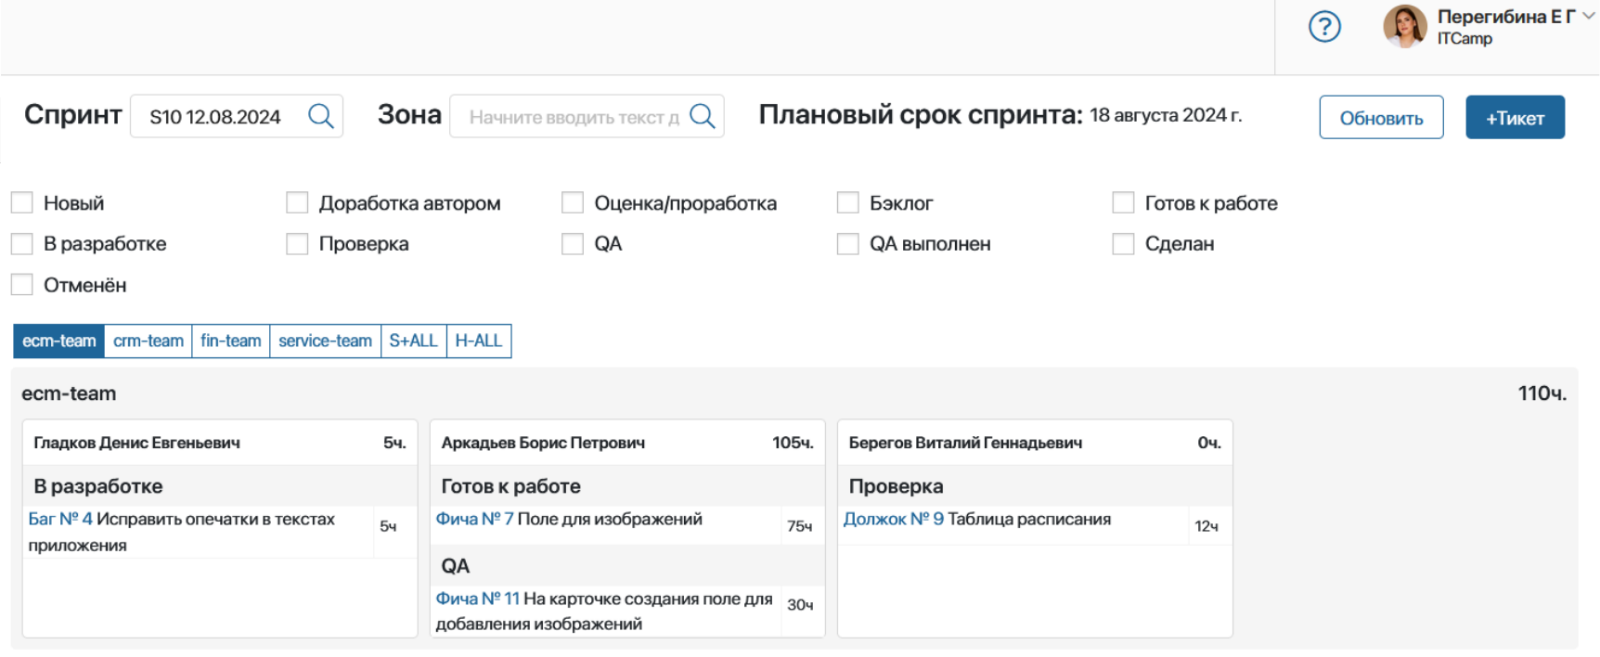 ?
Перегибина Е Г
ITCamp
Спринт S10 12.08.2024 Зона Начните вводить текст д Плановый срок спринта: 18 августа 2024 г. Обновить +Тикет
Новый Доработка автором Оценка/проработка Бэклог Готов к работе
В разработке Проверка QA QA выполнен Сделан
Отменён
ecm-team crm-team fin-team service-team S+ALL H-ALL
ecm-team 110ч.
Гладков Денис Евгеньевич 5ч.
В разработке
Баг № 4 Исправить опечатки в текстах
приложения
5ч
Аркадьев Борис Петрович 105ч.
Готов к работе
Фича № 7 Поле для изображений 75ч
QA
Фича № 11 На карточке создания поле для
добавления изображений
30ч
Берегов Виталий Геннадьевич 0ч.
Проверка
Должок № 9 Таблица расписания 12ч